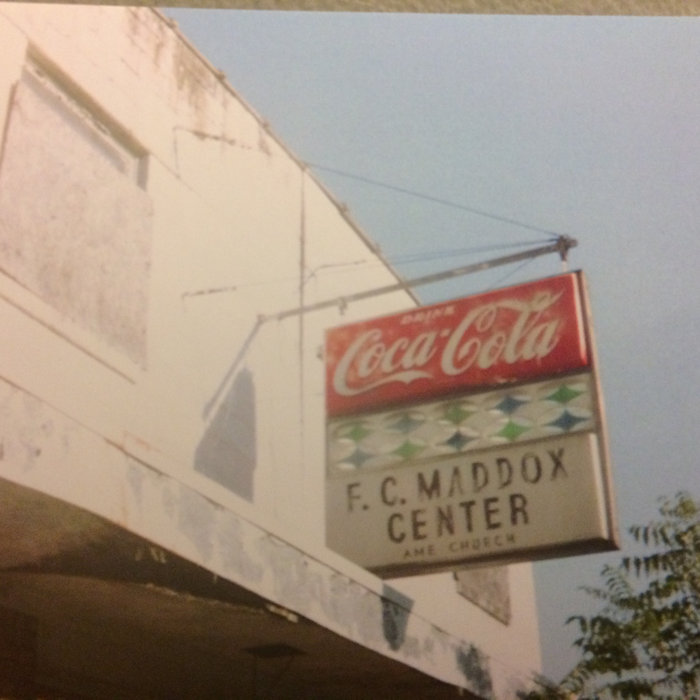 DRINK
Coca-Cola
F. C. MADDOX
CENTER
AME CHURCH